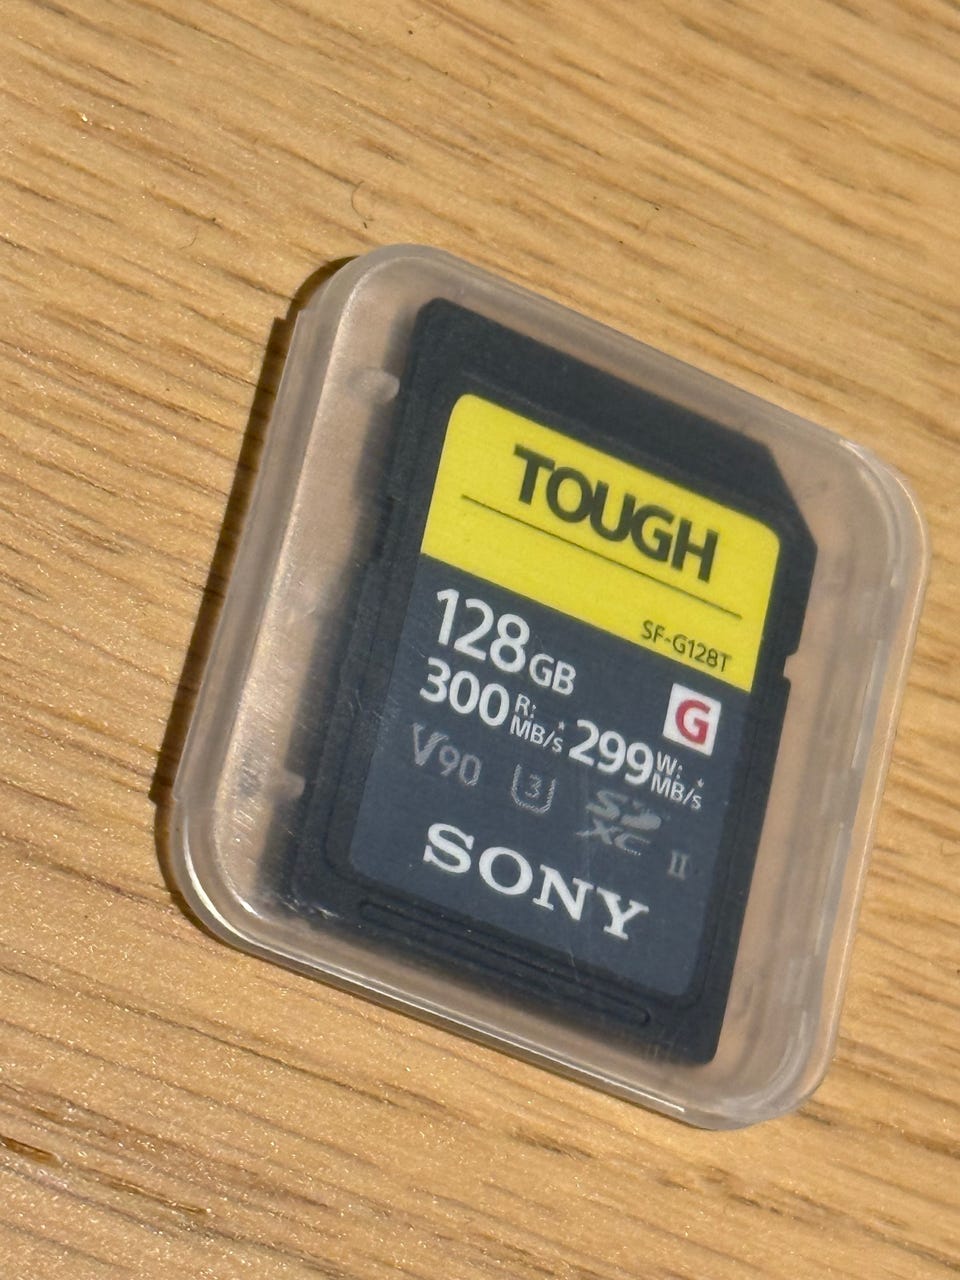 TOUGH
SF-G128T
128GB
G
300 R: MB/s* 299 W: MB/s*
V90 3 SD XC II
SONY